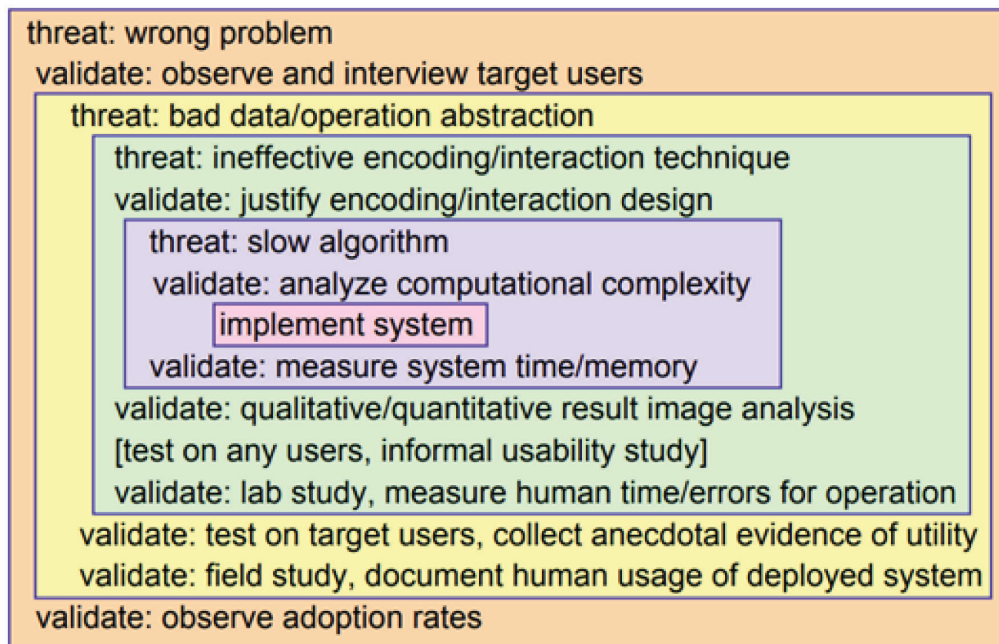 threat: wrong problem
validate: observe and interview target users
threat: bad data/operation abstraction
threat: ineffective encoding/interaction technique
validate: justify encoding/interaction design
threat: slow algorithm
validate: analyze computational complexity
implement system
validate: measure system time/memory
validate: qualitative/quantitative result image analysis
[test on any users, informal usability study]
validate: lab study, measure human time/errors for operation
validate: test on target users, collect anecdotal evidence of utility
validate: field study, document human usage of deployed system
validate: observe adoption rates